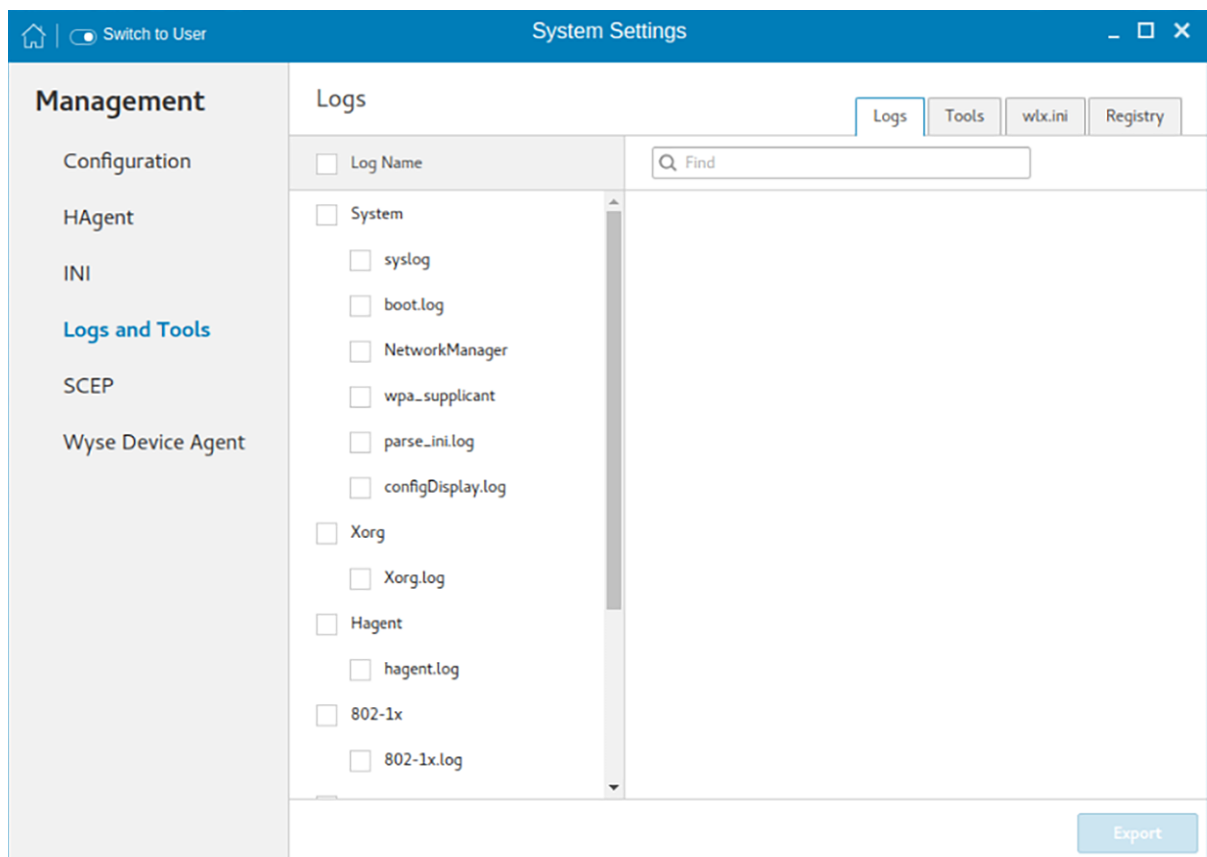 Switch to User
System Settings
Management
Configuration
HAgent
INI
Logs and Tools
SCEP
Wyse Device Agent
Logs
Logs Tools wlx.ini Registry
Log Name
Find
System
syslog
boot.log
NetworkManager
wpa_supplicant
parse_ini.log
configDisplay.log
Xorg
Xorg.log
Hagent
hagent.log
802-1x
802-1x.log
Export